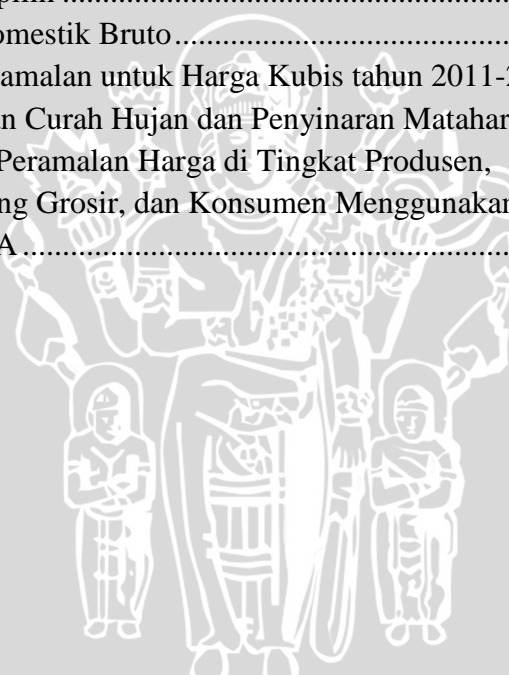 omestik Bruto.............................................
amalan untuk Harga Kubis tahun 2011-2
n Curah Hujan dan Penyinaran Matahar
Peramalan Harga di Tingkat Produsen,
ng Grosir, dan Konsumen Menggunakan
A ..................................................................